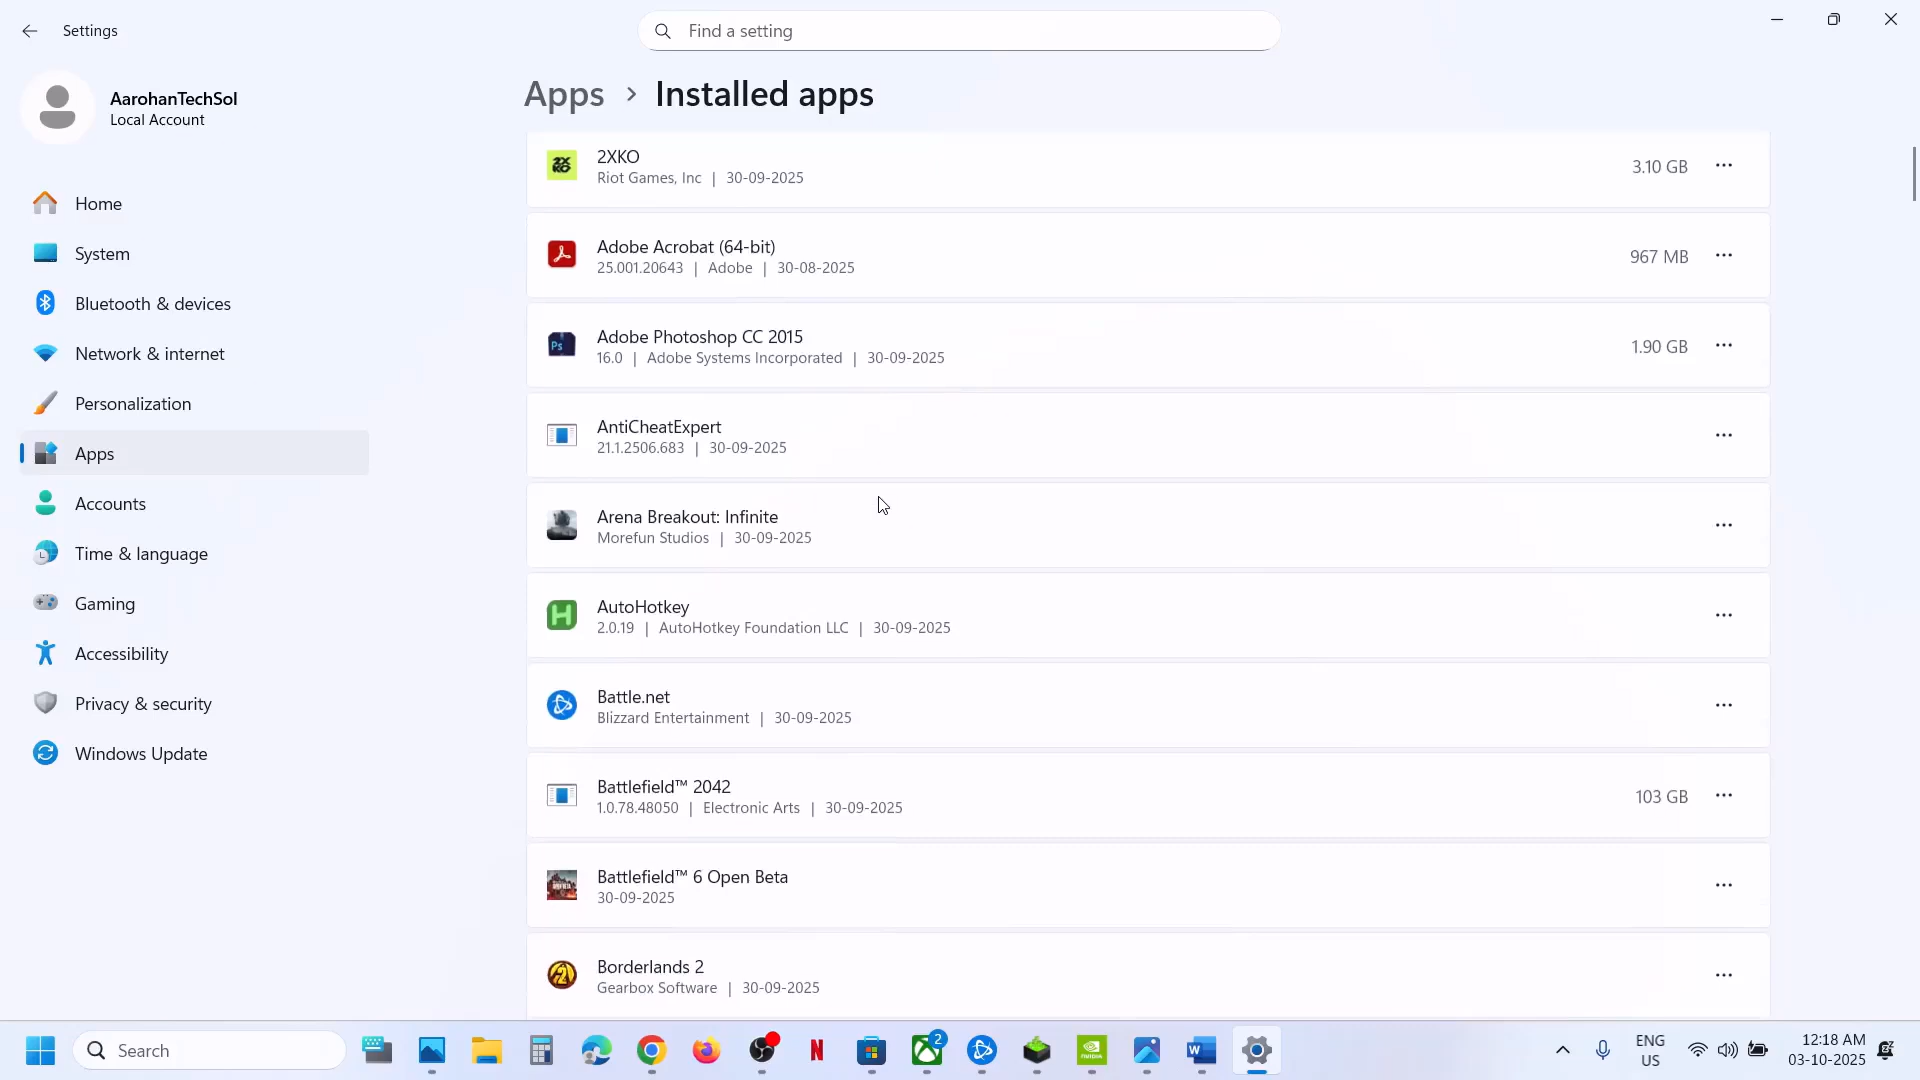 Settings
Find a setting
AarohanTechSol
Local Account
Home
System
Bluetooth & devices
Network & internet
Personalization
Apps
Accounts
Time & language
Gaming
Accessibility
Privacy & security
Windows Update
Apps > Installed apps
2XKO
Riot Games, Inc | 30-09-2025
3.10 GB
Adobe Acrobat (64-bit)
25.001.20643 | Adobe | 30-08-2025
967 MB
Adobe Photoshop CC 2015
16.0 | Adobe Systems Incorporated | 30-09-2025
1.90 GB
AntiCheatExpert
21.1.2506.683 | 30-09-2025
Arena Breakout: Infinite
Morefun Studios | 30-09-2025
AutoHotkey
2.0.19 | AutoHotkey Foundation LLC | 30-09-2025
Battle.net
Blizzard Entertainment | 30-09-2025
Battlefield™ 2042
1.0.78.48050 | Electronic Arts | 30-09-2025
103 GB
Battlefield™ 6 Open Beta
30-09-2025
Borderlands 2
Gearbox Software | 30-09-2025
Search
2
ENG
US
12:18 AM
03-10-2025